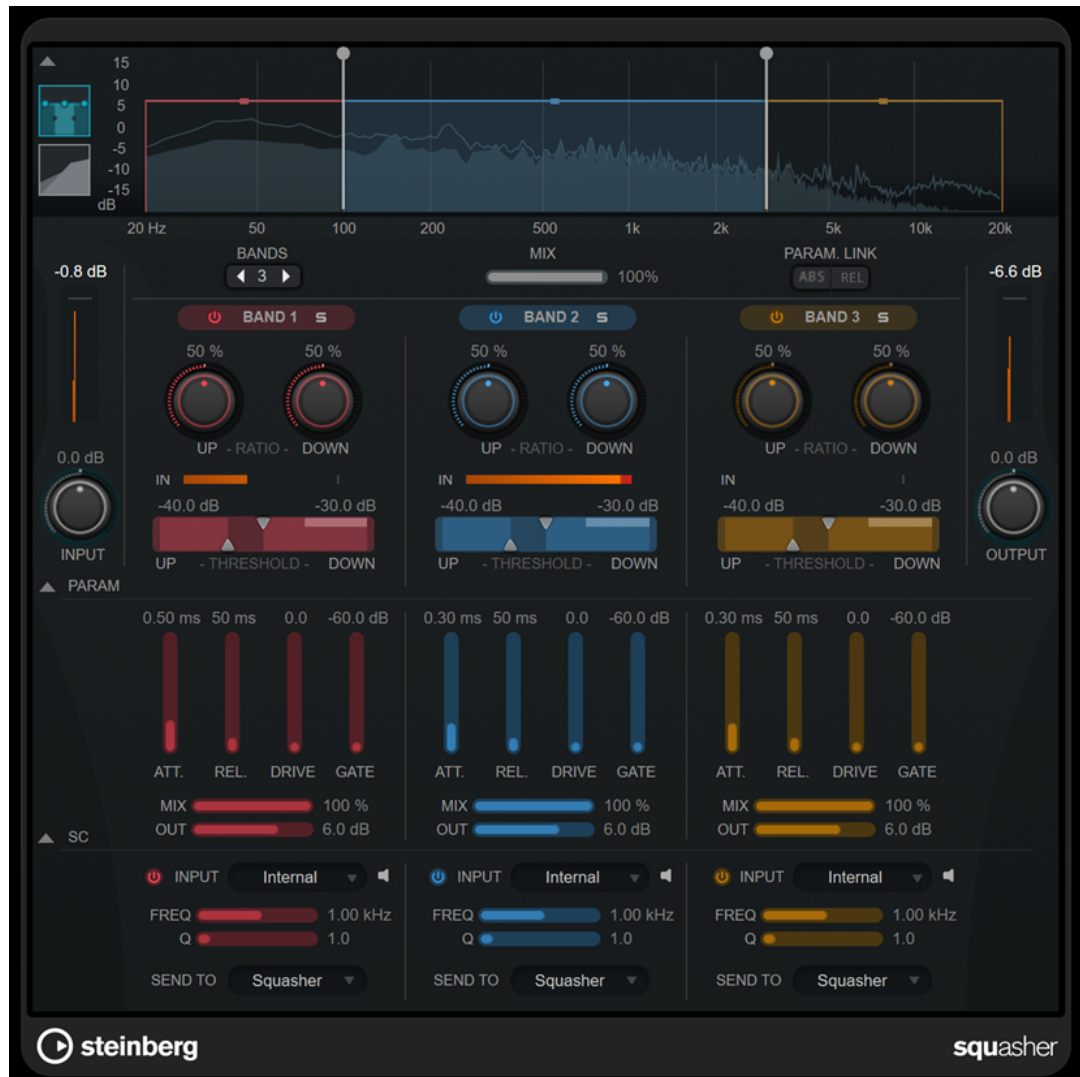 15
10
5
0
-5
-10
-15
dB
20 Hz 50 100 200 500 1k 2k 5k 10k 20k
BANDS MIX PARAM. LINK
-0.8 dB 3 100% ABS REL -6.6 dB
BAND 1 S BAND 2 S BAND 3 S
50 % 50 % 50 % 50 % 50 % 50 %
UP - RATIO - DOWN UP - RATIO - DOWN UP - RATIO - DOWN
0.0 dB 0.0 dB
IN IN IN
-40.0 dB -30.0 dB -40.0 dB -30.0 dB -40.0 dB -30.0 dB
INPUT OUTPUT
UP - THRESHOLD - DOWN UP - THRESHOLD - DOWN UP - THRESHOLD - DOWN
PARAM
0.50 ms 50 ms 0.0 -60.0 dB 0.30 ms 50 ms 0.0 -60.0 dB 0.30 ms 50 ms 0.0 -60.0 dB
ATT. REL. DRIVE GATE ATT. REL. DRIVE GATE ATT. REL. DRIVE GATE
MIX 100 % MIX 100 % MIX 100 %
OUT 6.0 dB OUT 6.0 dB OUT 6.0 dB
SC
INPUT Internal INPUT Internal INPUT Internal
FREQ 1.00 kHz FREQ 1.00 kHz FREQ 1.00 kHz
Q 1.0 Q 1.0 Q 1.0
SEND TO Squasher SEND TO Squasher SEND TO Squasher
steinberg squasher